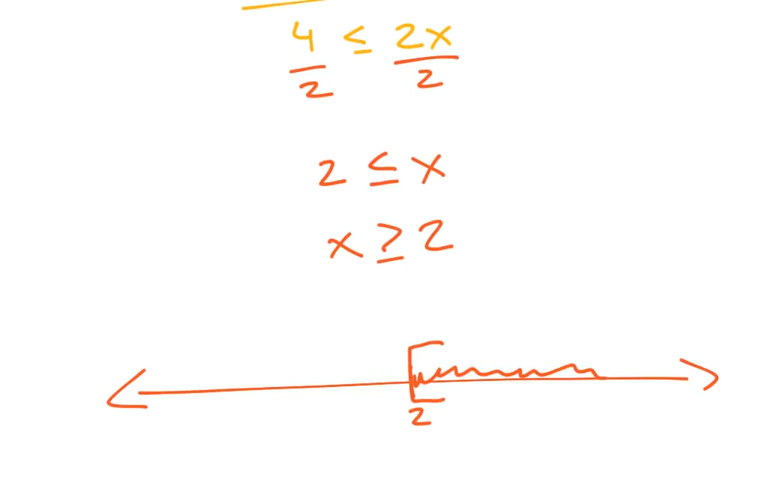 4 ≤ 2x
2 2
2 ≤ x
x ≥ 2
2